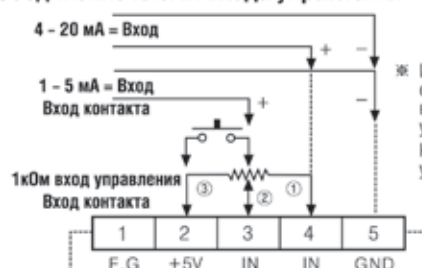 4 - 20 мА = Вход
+ −
※
1 - 5 мА = Вход
Вход контакта
+ −
1кОм вход управления
Вход контакта
③ ② ①
1 2 3 4 5
F.G +5V IN IN GND